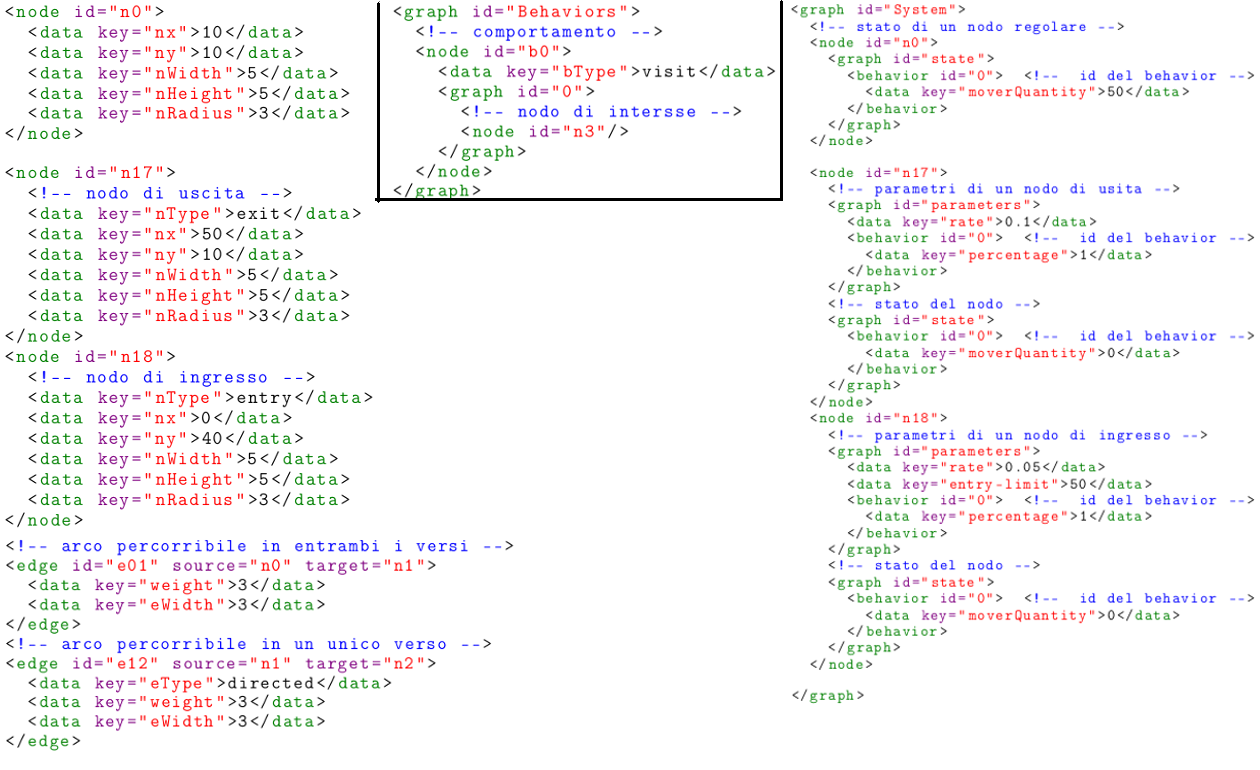 <node id="n0">
  <data key="nx">10</data>
  <data key="ny">10</data>
  <data key="nWidth">5</data>
  <data key="nHeight">5</data>
  <data key="nRadius">3</data>
</node>
<node id="n17">
  <!-- nodo di uscita -->
  <data key="nType">exit</data>
  <data key="nx">50</data>
  <data key="ny">10</data>
  <data key="nWidth">5</data>
  <data key="nHeight">5</data>
  <data key="nRadius">3</data>
</node>
<node id="n18">
  <!-- nodo di ingresso -->
  <data key="nType">entry</data>
  <data key="nx">0</data>
  <data key="ny">40</data>
  <data key="nWidth">5</data>
  <data key="nHeight">5</data>
  <data key="nRadius">3</data>
</node>
<!-- arco percorribile in entrambi i versi -->
<edge id="e01" source="n0" target="n1">
  <data key="weight">3</data>
  <data key="eWidth">3</data>
</edge>
<!-- arco percorribile in un unico verso -->
<edge id="e12" source="n1" target="n2">
  <data key="eType">directed</data>
  <data key="weight">3</data>
  <data key="eWidth">3</data>
</edge>
<graph id="Behaviors">
  <!-- comportamento -->
  <node id="b0">
    <data key="bType">visit</data>
    <graph id="0">
      <!-- nodo di intersse -->
      <node id="n3"/>
    </graph>
  </node>
</graph>
<graph id="System">
  <!-- stato di un nodo regolare -->
  <node id="n0">
    <graph id="state">
      <behavior id="0">  <!--  id del behavior -->
        <data key="moverQuantity">50</data>
      </behavior>
    </graph>
  </node>
  <node id="n17">
    <!-- parametri di un nodo di usita -->
    <graph id="parameters">
      <data key="rate">0.1</data>
      <behavior id="0">  <!--  id del behavior -->
        <data key="percentage">1</data>
      </behavior>
    </graph>
    <!-- stato del nodo -->
    <graph id="state">
      <behavior id="0">  <!--  id del behavior -->
        <data key="moverQuantity">0</data>
      </behavior>
    </graph>
  </node>
  <node id="n18">
    <!-- parametri di un nodo di ingresso -->
    <graph id="parameters">
      <data key="rate">0.05</data>
      <data key="entry-limit">50</data>
      <behavior id="0">  <!--  id del behavior -->
        <data key="percentage">1</data>
      </behavior>
    </graph>
    <!-- stato del nodo -->
    <graph id="state">
      <behavior id="0">  <!--  id del behavior -->
        <data key="moverQuantity">0</data>
      </behavior>
    </graph>
  </node>
</graph>